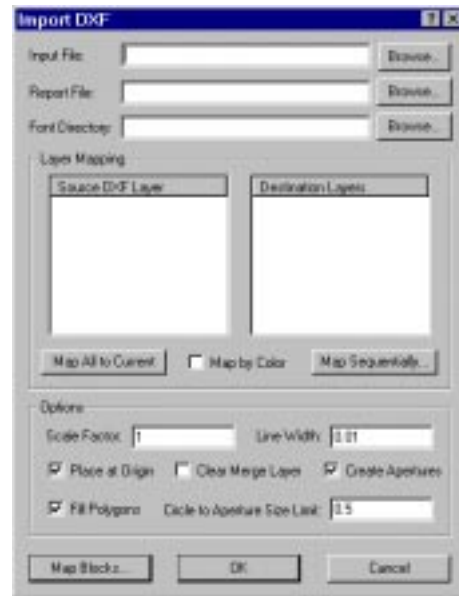 Import DXF
Input File: Browse...
Report File: Browse...
Font Directory: Browse...
Layer Mapping
Source DXF Layer Destination Layers
Map All to Current Map by Color Map Sequentially...
Options
Scale Factor: 1 Line Width: 0.01
Place at Origin Clear Merge Layer Create Apertures
Fill Polygons Circle to Aperture Size Limit: 0.5
Map Blocks... OK Cancel